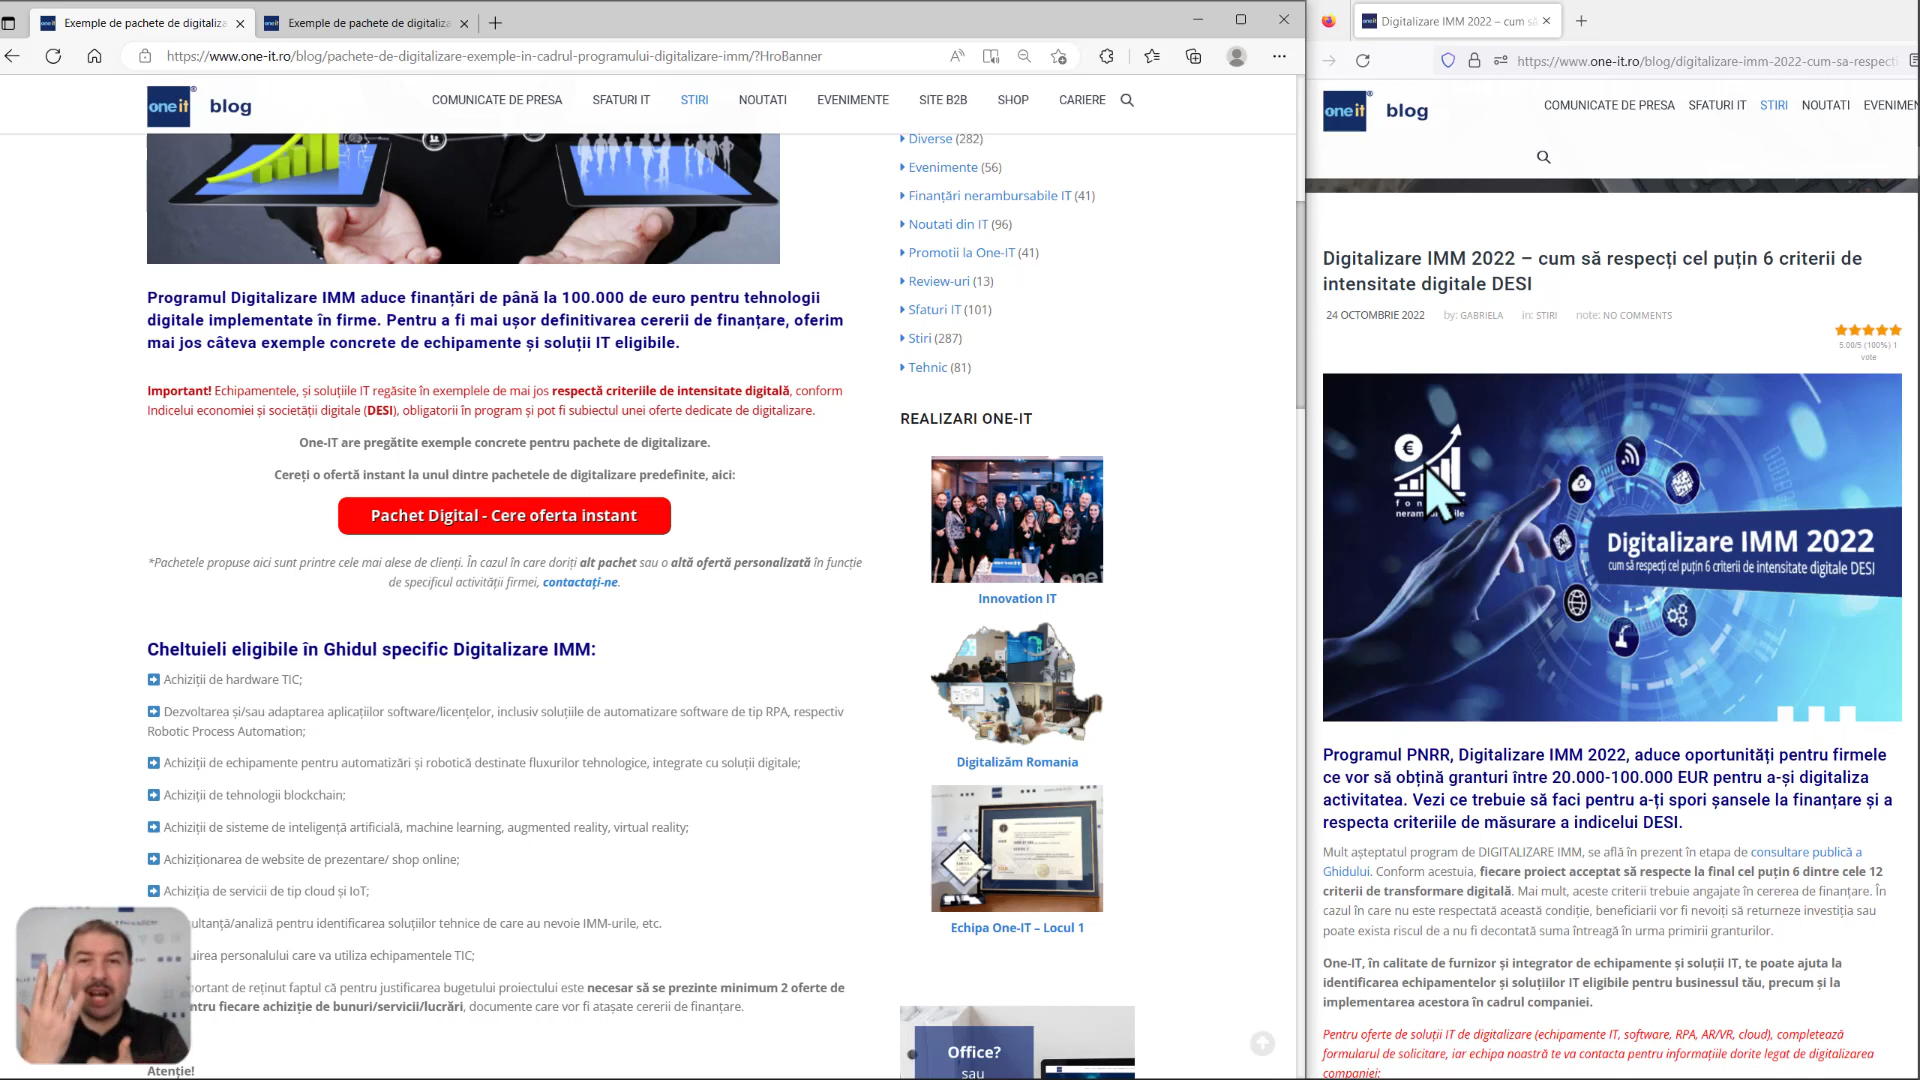 Exemple de pachete de digitaliza
Exemple de pachete de digitaliza
https://www.one-it.ro/blog/pachete-de-digitalizare-exemple-in-cadrul-programului-digitalizare-imm/?HroBanner
one it blog
COMUNICATE DE PRESA SFATURI IT STIRI NOUTATI EVENIMENTE SITE B2B SHOP CARIERE
Programul Digitalizare IMM aduce finanțări de până la 100.000 de euro pentru tehnologii
digitale implementate în firme. Pentru a fi mai ușor definitivarea cererii de finanțare, oferim
mai jos câteva exemple concrete de echipamente și soluții IT eligibile.
Important! Echipamentele, și soluțiile IT regăsite în exemplele de mai jos respectă criteriile de intensitate digitală, conform
Indicelui economiei și societății digitale (DESI), obligatorii în program și pot fi subiectul unei oferte dedicate de digitalizare.
One-IT are pregătite exemple concrete pentru pachete de digitalizare.
Cereți o ofertă instant la unul dintre pachetele de digitalizare predefinite, aici:
Pachet Digital - Cere oferta instant
*Pachetele propuse aici sunt printre cele mai alese de clienți. În cazul în care doriți alt pachet sau o altă ofertă personalizată în funcție
de specificul activității firmei, contactați-ne.
Cheltuieli eligibile în Ghidul specific Digitalizare IMM:
Achiziții de hardware TIC;
Dezvoltarea și/sau adaptarea aplicațiilor software/licențelor, inclusiv soluțiile de automatizare software de tip RPA, respectiv
Robotic Process Automation;
Achiziții de echipamente pentru automatizări și robotică destinate fluxurilor tehnologice, integrate cu soluții digitale;
Achiziții de tehnologii blockchain;
Achiziții de sisteme de inteligență artificială, machine learning, augmented reality, virtual reality;
Achiziționarea de website de prezentare/ shop online;
Achiziția de servicii de tip cloud și IoT;
ultanță/analiză pentru identificarea soluțiilor tehnice de care au nevoie IMM-urile, etc.
uirea personalului care va utiliza echipamentele TIC;
ortant de reținut faptul că pentru justificarea bugetului proiectului este necesar să se prezinte minimum 2 oferte de
ntru fiecare achiziție de bunuri/servicii/lucrări, documente care vor fi atașate cererii de finanțare.
Atenție!
Diverse (282)
Evenimente (56)
Finanțări nerambursabile IT (41)
Noutati din IT (96)
Promotii la One-IT (41)
Review-uri (13)
Sfaturi IT (101)
Stiri (287)
Tehnic (81)
REALIZARI ONE-IT
Innovation IT
Digitalizăm Romania
Echipa One-IT – Locul 1
Office?
sau
Digitalizare IMM 2022 – cum s
https://www.one-it.ro/blog/digitalizare-imm-2022-cum-sa-respecti
one it blog
COMUNICATE DE PRESA SFATURI IT STIRI NOUTATI EVENIMEN
Digitalizare IMM 2022 – cum să respecți cel puțin 6 criterii de
intensitate digitale DESI
24 OCTOMBRIE 2022 by: GABRIELA in: STIRI note: NO COMMENTS
5.00/5 (100%) 1
vote
Digitalizare IMM 2022
cum să respecți cel puțin 6 criterii de intensitate digitale DESI
Programul PNRR, Digitalizare IMM 2022, aduce oportunități pentru firmele
ce vor să obțină granturi între 20.000-100.000 EUR pentru a-și digitaliza
activitatea. Vezi ce trebuie să faci pentru a-ți spori șansele la finanțare și a
respecta criteriile de măsurare a indicelui DESI.
Mult așteptatul program de DIGITALIZARE IMM, se află în prezent în etapa de consultare publică a
Ghidului. Conform acestuia, fiecare proiect acceptat să respecte la final cel puțin 6 dintre cele 12
criterii de transformare digitală. Mai mult, aceste criterii trebuie angajate în cererea de finanțare. În
cazul în care nu este respectată această condiție, beneficiarii vor fi nevoiți să returneze investiția sau
poate exista riscul de a nu fi decontată suma întreagă în urma primirii granturilor.
One-IT, în calitate de furnizor și integrator de echipamente și soluții IT, te poate ajuta la
identificarea echipamentelor și soluțiilor IT eligibile pentru businessul tău, precum și la
implementarea acestora în cadrul companiei.
Pentru oferte de soluții IT de digitalizare (echipamente IT, software, RPA, AR/VR, cloud), completează
formularul de solicitare, iar echipa noastră te va contacta pentru informațiile dorite legat de digitalizarea
companiei: